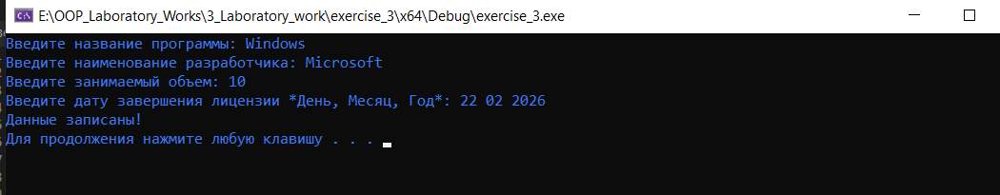 E:\OOP_Laboratory_Works\3_Laboratory_work\exercise_3\x64\Debug\exercise_3.exe
Введите название программы: Windows
Введите наименование разработчика: Microsoft
Введите занимаемый объем: 10
Введите дату завершения лицензии *День, Месяц, Год*: 22 02 2026
Данные записаны!
Для продолжения нажмите любую клавишу . . .